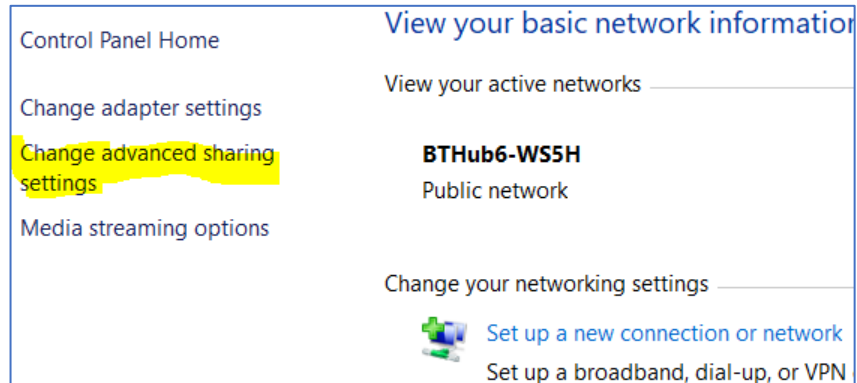 Control Panel Home
Change adapter settings
Change advanced sharing
settings
Media streaming options
View your basic network information
View your active networks
BTHub6-WS5H
Public network
Change your networking settings
Set up a new connection or network
Set up a broadband, dial-up, or VPN